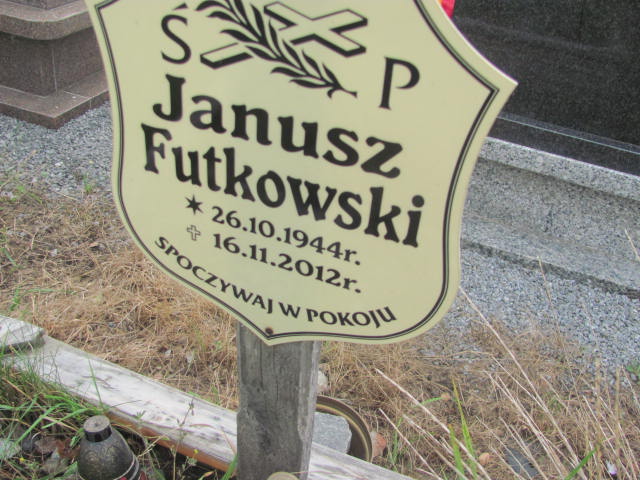 Ś P
Janusz
Futkowski
✶ 26.10.1944r.
✝ 16.11.2012r.
SPOCZYWAJ W POKOJU